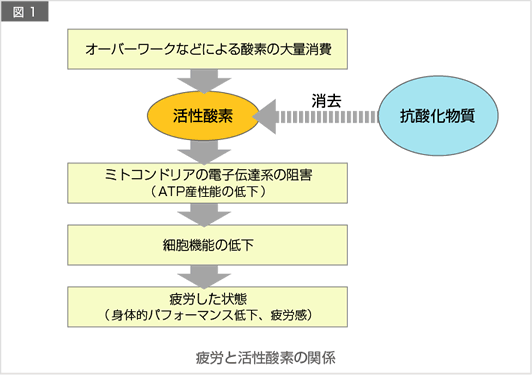 図1
オーバーワークなどによる酸素の大量消費
活性酸素
消去
抗酸化物質
ミトコンドリアの電子伝達系の阻害
（ATP産性能の低下）
細胞機能の低下
疲労した状態
（身体的パフォーマンス低下、疲労感）
疲労と活性酸素の関係